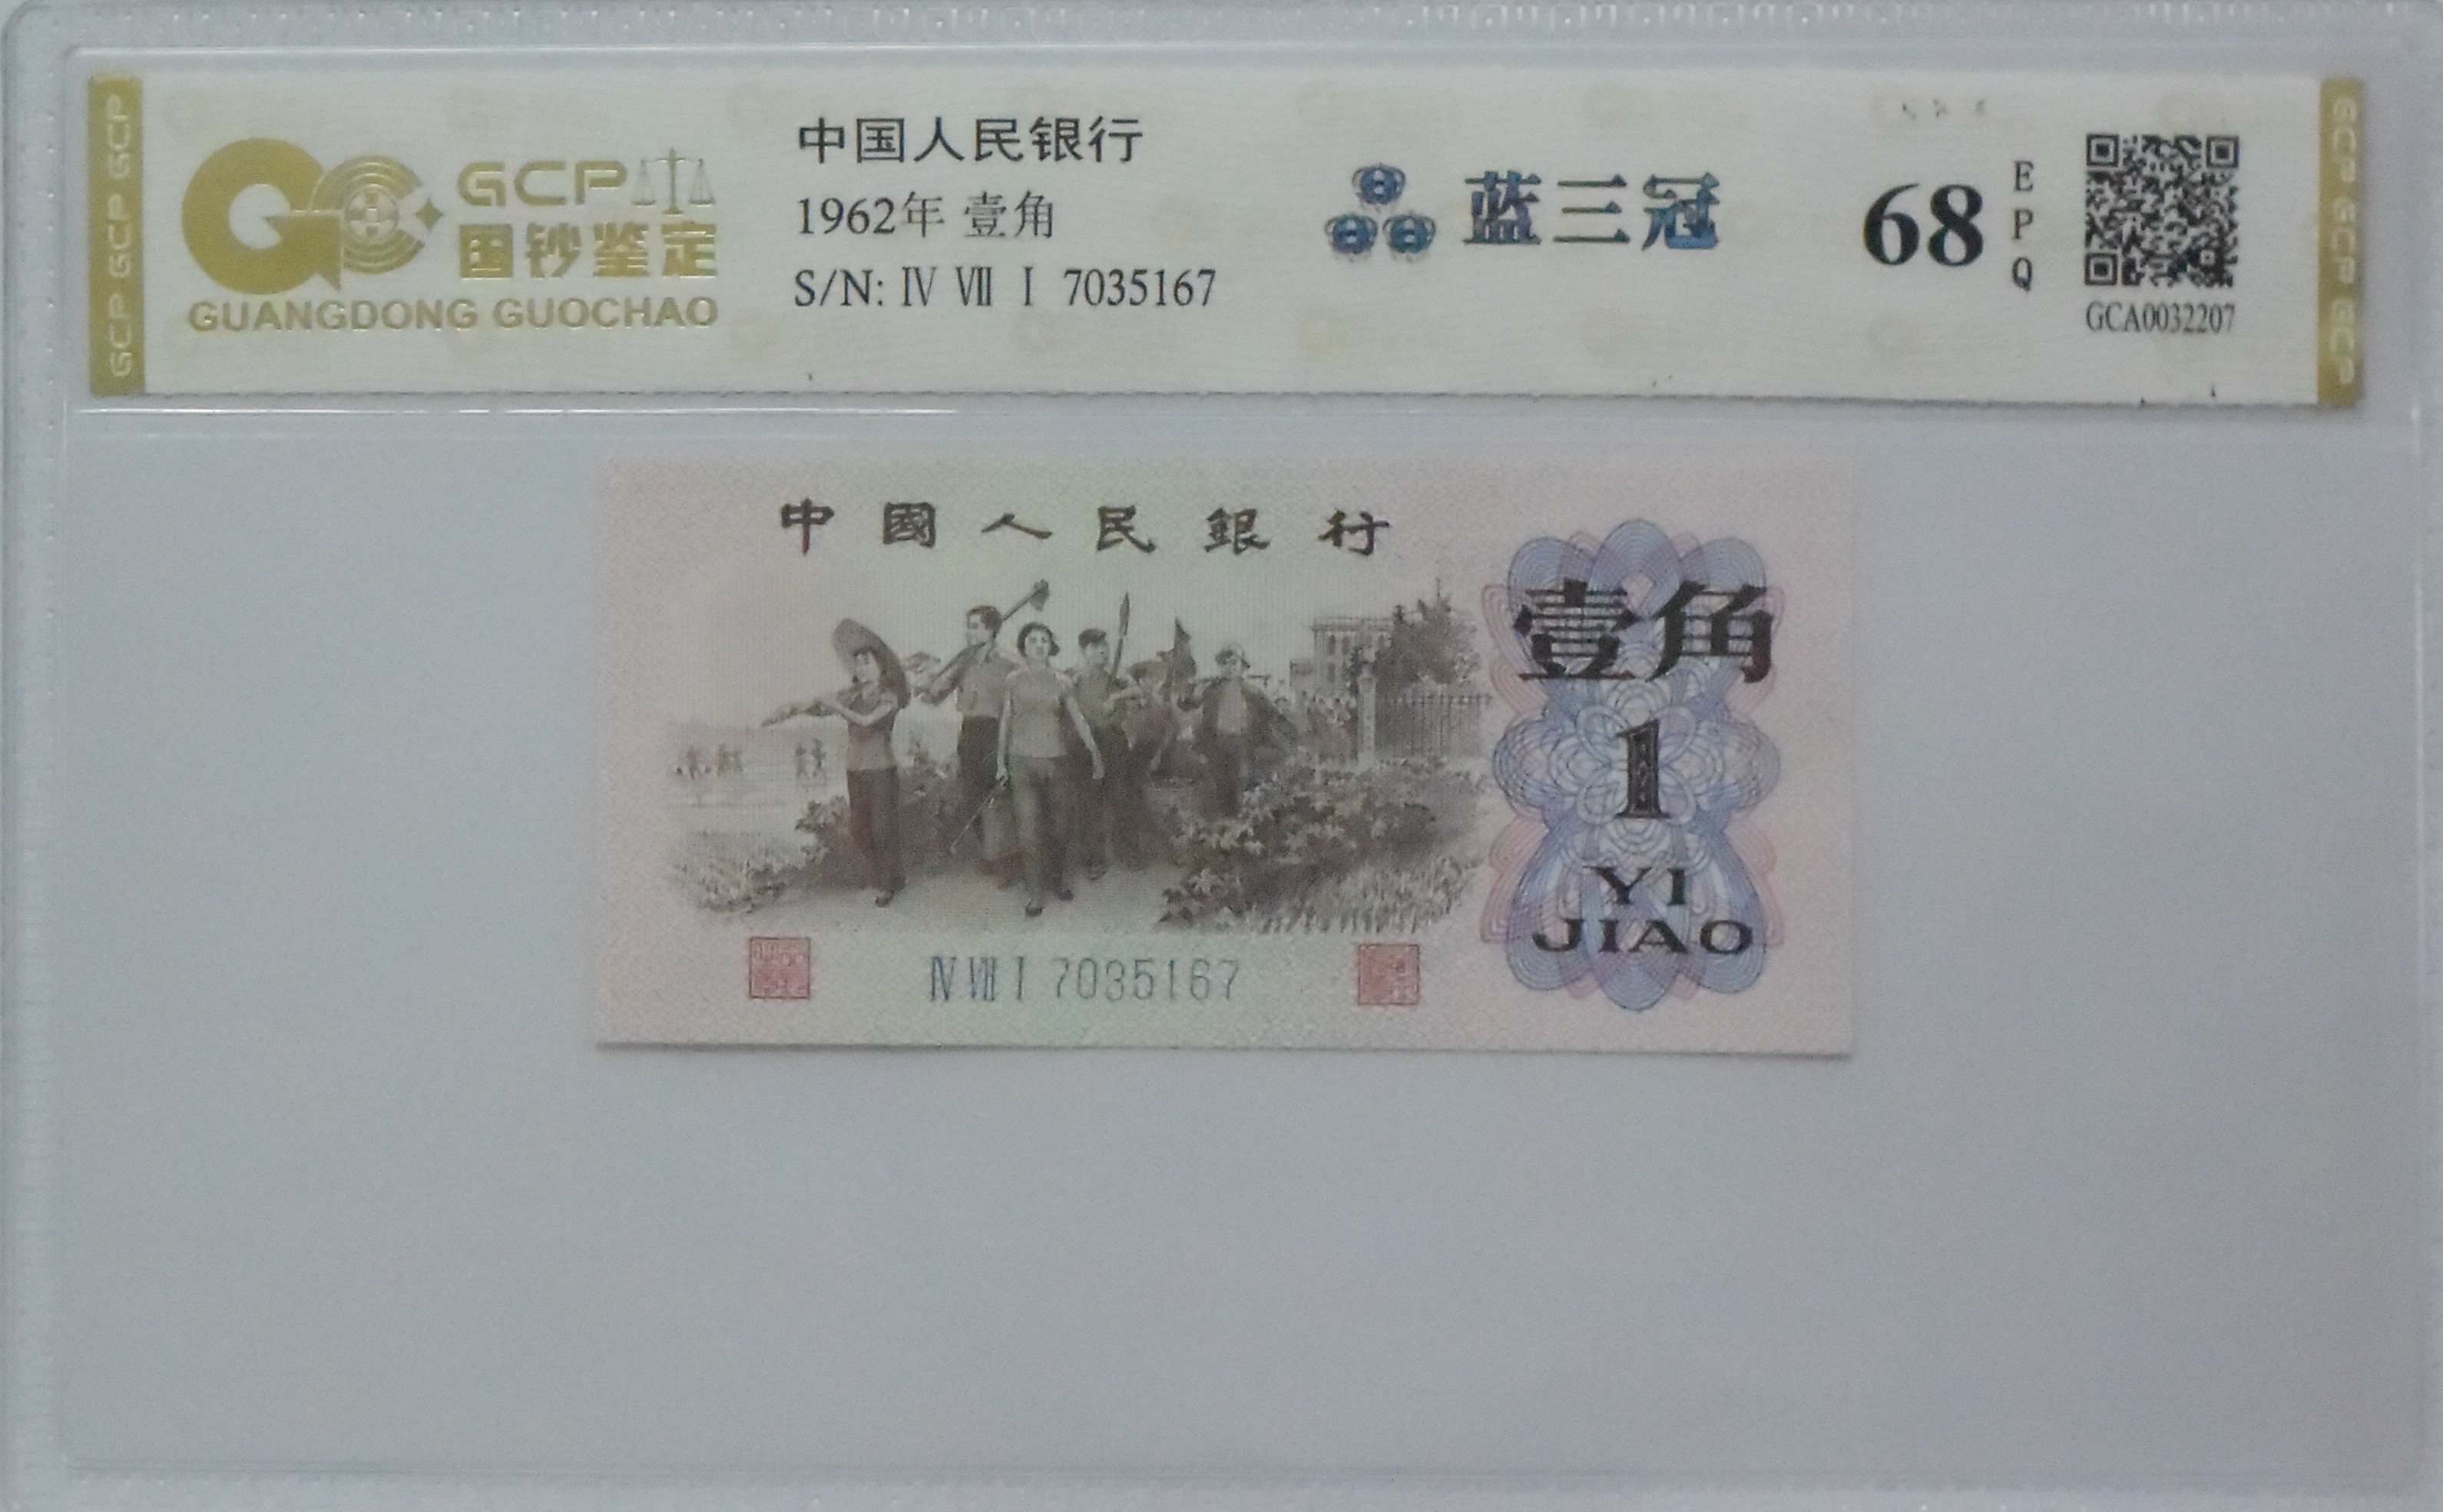 GCP GCP GCP
GCP
国钞鉴定
GUANGDONG GUOCHAO
中国人民银行
1962年 壹角
S/N: Ⅳ Ⅶ Ⅰ 7035167
蓝三冠
68
E
P
Q
GCA0032207
GCP GCP GCP
中國人民銀行
壹角
1
YI
JIAO
Ⅳ Ⅶ Ⅰ 7035167